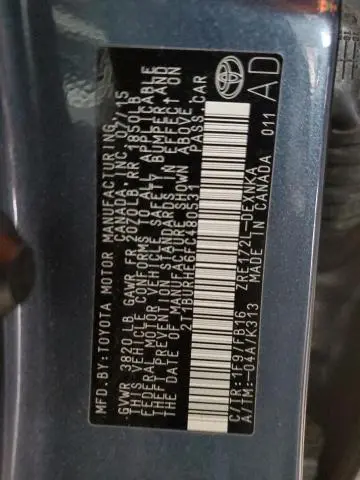 MFD.BY:TOYOTA MOTOR MANUFACTURING
CANADA, INC. 07/15
GVWR 3820LB GAWR FR 2020LB RR 1850LB
THIS VEHICLE CONFORMS TO ALL APPLICABLE
FEDERAL MOTOR VEHICLE SAFETY, BUMPER, AND
THEFT PREVENTION STANDARDS IN EFFECT ON
THE DATE OF MANUFACTURE SHOWN ABOVE.
2T1BURHE6FC480531 PASS. CAR
C/TR: 1F9/FB16 ZRE172L-DEXNKA
A/TM: -04A/K313 MADE IN CANADA 011
AD